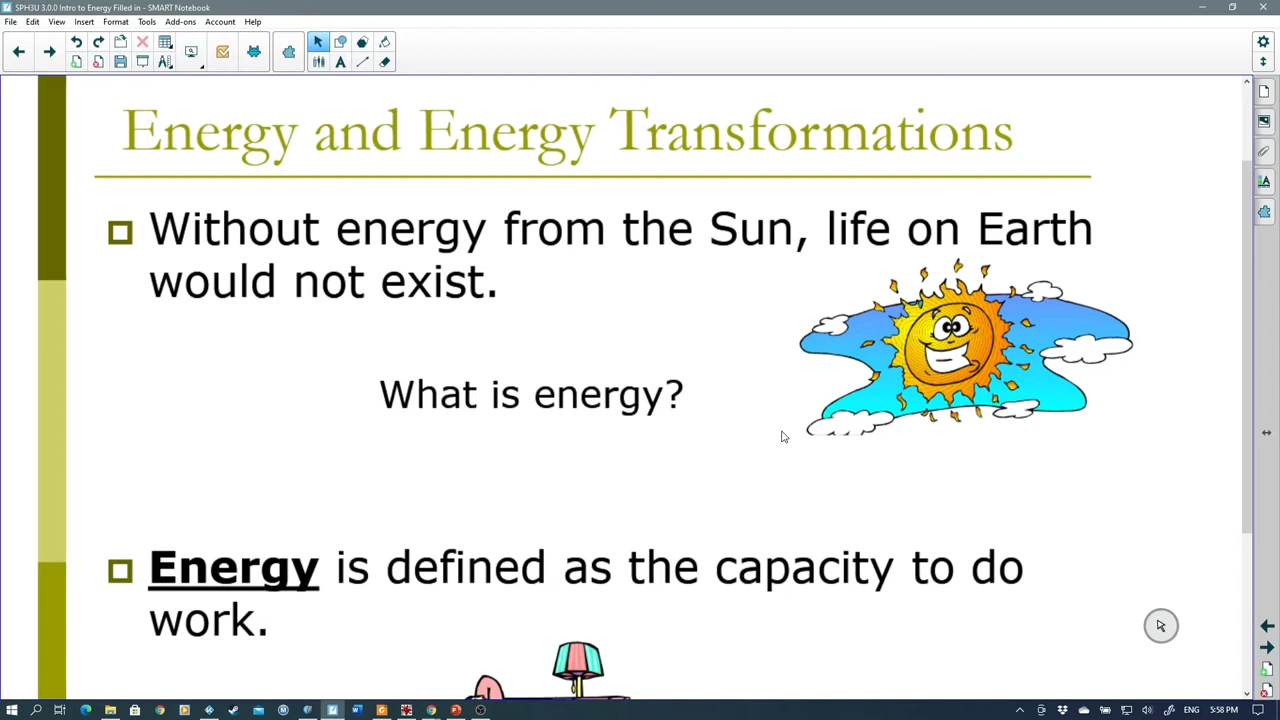 SPH3U 3.0.0 Intro to Energy Filled in - SMART Notebook
File Edit View Insert Format Tools Add-ons Account Help
Energy and Energy Transformations
Without energy from the Sun, life on Earth
would not exist.
What is energy?
Energy is defined as the capacity to do
work.
5:58 PM